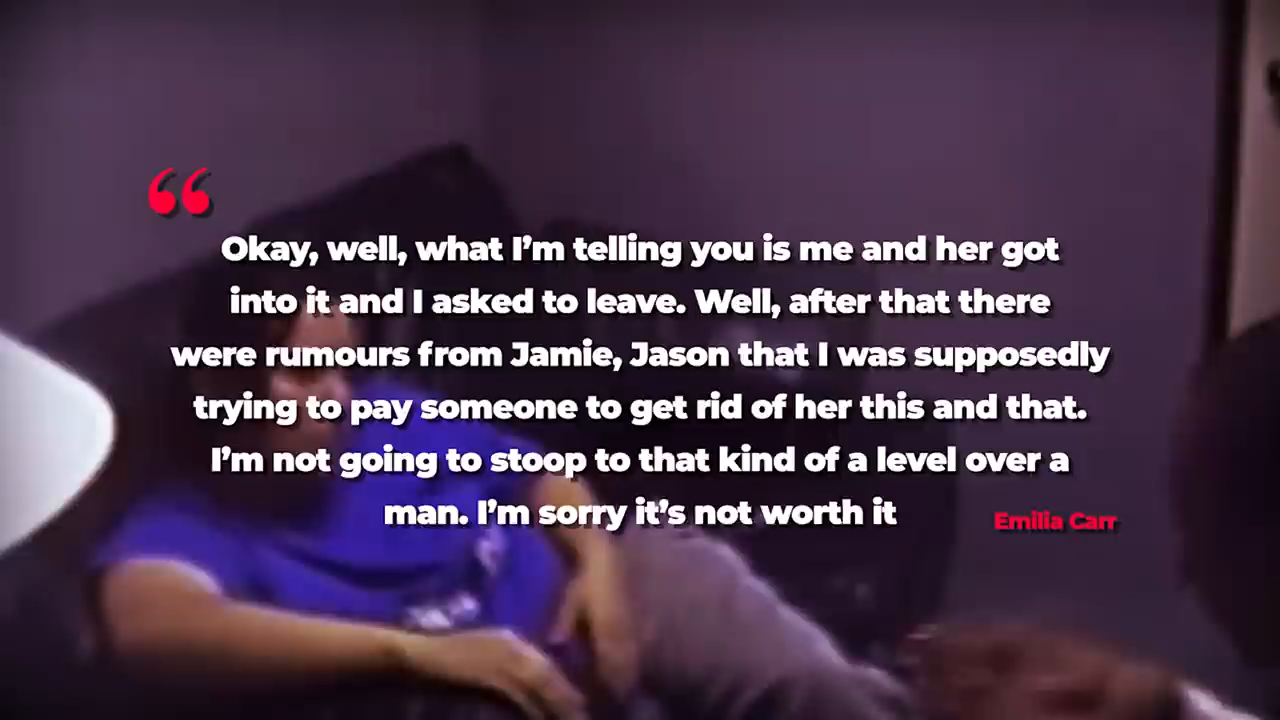 “
Okay, well, what I’m telling you is me and her got
into it and I asked to leave. Well, after that there
were rumours from Jamie, Jason that I was supposedly
trying to pay someone to get rid of her this and that.
I’m not going to stoop to that kind of a level over a
man. I’m sorry it’s not worth it
Emilia Carr